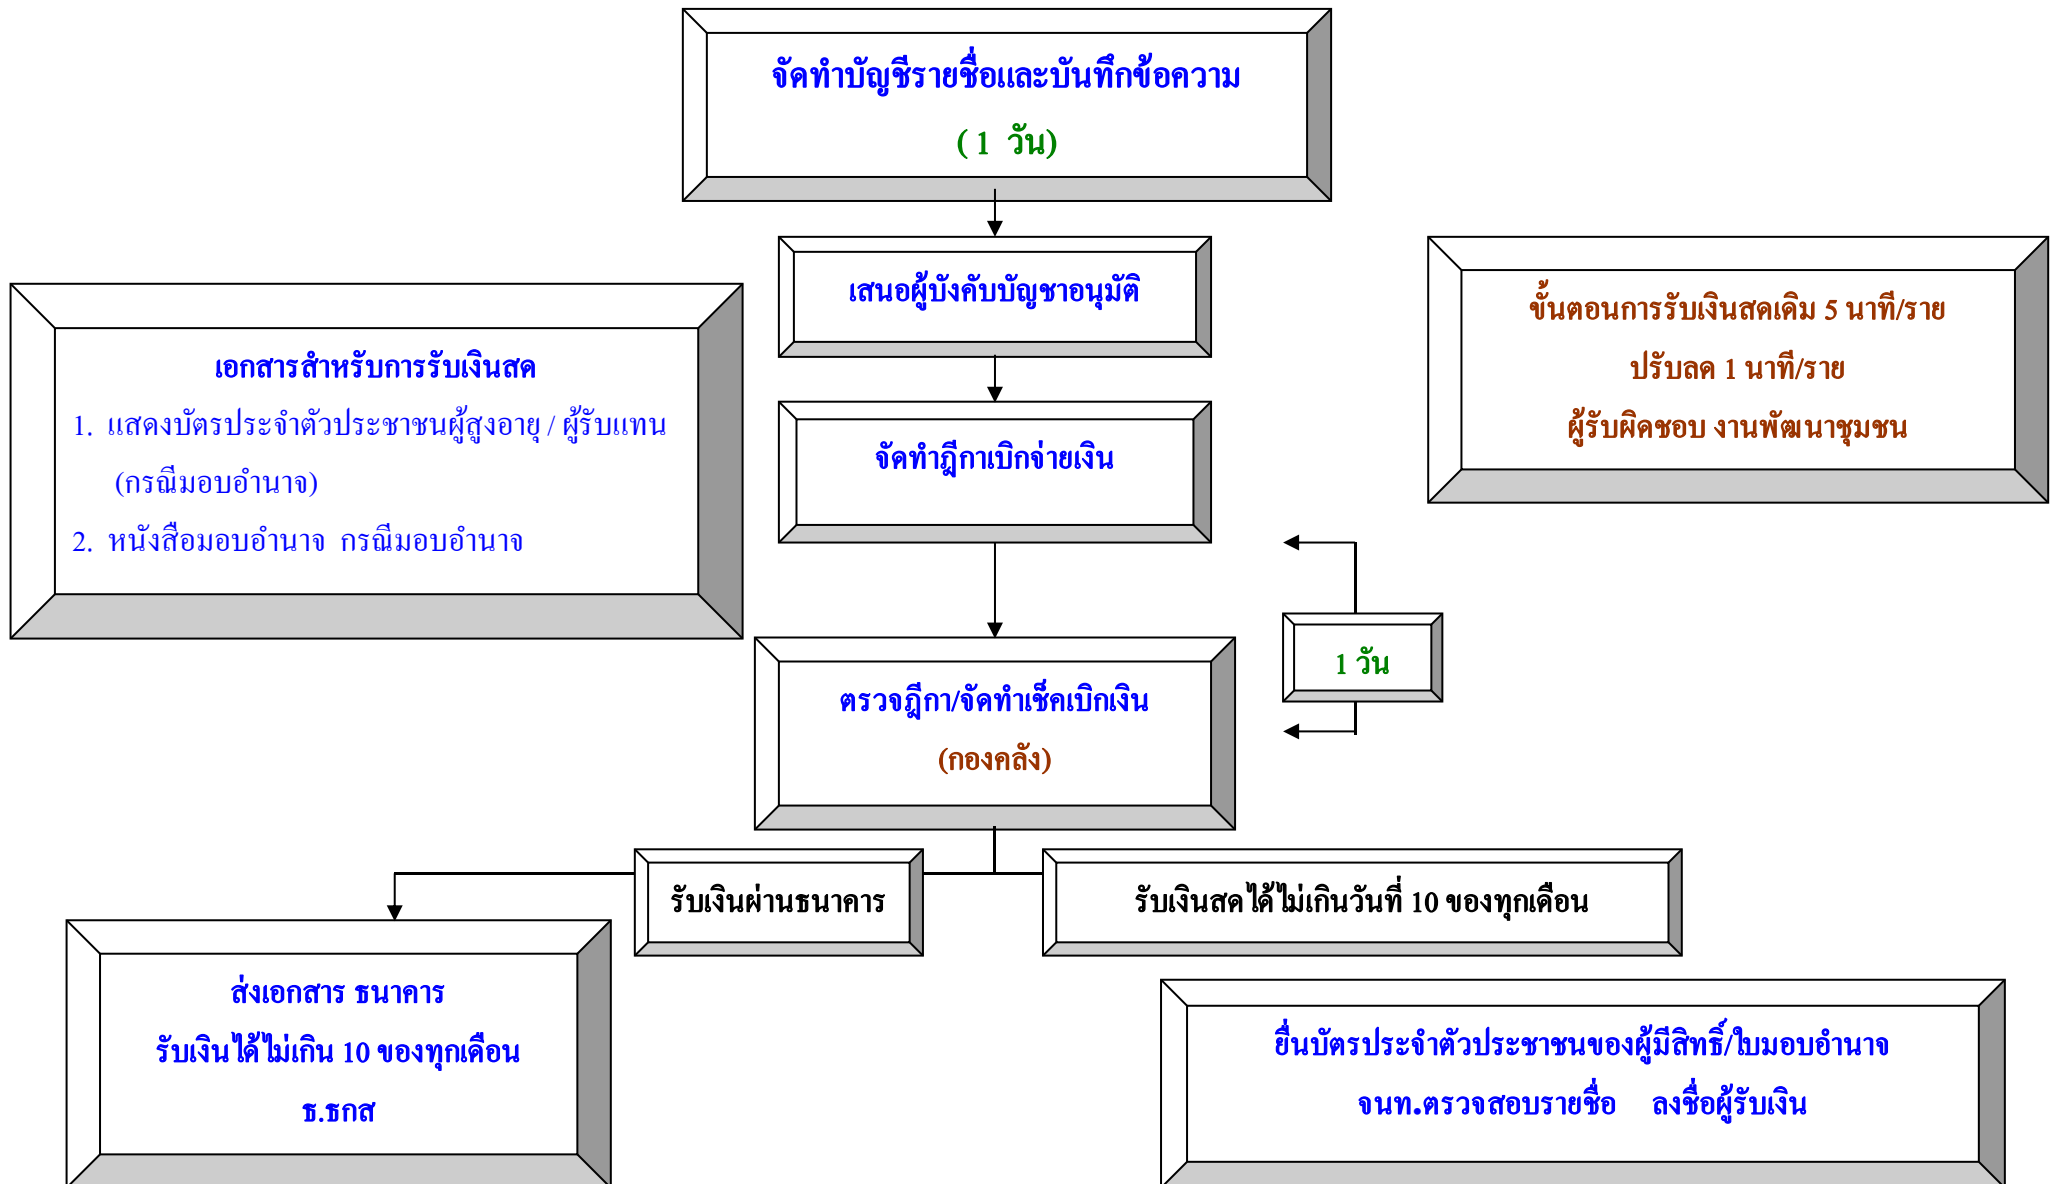 จัดทำบัญชีรายชื่อและบันทึกข้อความ
( 1 วัน)
เสนอผู้บังคับบัญชาอนุมัติ
ขั้นตอนการรับเงินสดเดิม 5 นาที/ราย
ปรับลด 1 นาที/ราย
ผู้รับผิดชอบ งานพัฒนาชุมชน
เอกสารสำหรับการรับเงินสด
1. แสดงบัตรประจำตัวประชาชนผู้สูงอายุ / ผู้รับแทน
(กรณีมอบอำนาจ)
2. หนังสือมอบอำนาจ กรณีมอบอำนาจ
จัดทำฎีกาเบิกจ่ายเงิน
1 วัน
ตรวจฎีกา/จัดทำเช็คเบิกเงิน
(กองคลัง)
รับเงินผ่านธนาคาร
รับเงินสดได้ไม่เกินวันที่ 10 ของทุกเดือน
ส่งเอกสาร ธนาคาร
รับเงินได้ไม่เกิน 10 ของทุกเดือน
ธ.ธกส
ยื่นบัตรประจำตัวประชาชนของผู้มีสิทธิ์/ใบมอบอำนาจ
จนท.ตรวจสอบรายชื่อ ลงชื่อผู้รับเงิน